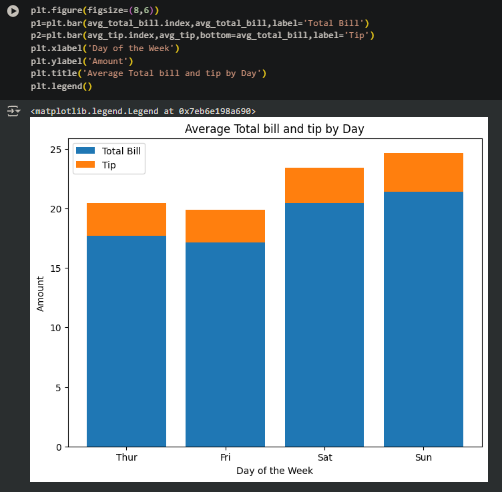 plt.figure(figsize=(8,6))
p1=plt.bar(avg_total_bill.index,avg_total_bill,label='Total Bill')
p2=plt.bar(avg_tip.index,avg_tip,bottom=avg_total_bill,label='Tip')
plt.xlabel('Day of the Week')
plt.ylabel('Amount')
plt.title('Average Total bill and tip by Day')
plt.legend()
<matplotlib.legend.Legend at 0x7eb6e198a690>
Average Total bill and tip by Day
Total Bill
Tip
25
20
15
10
5
0
Amount
Thur Fri Sat Sun
Day of the Week